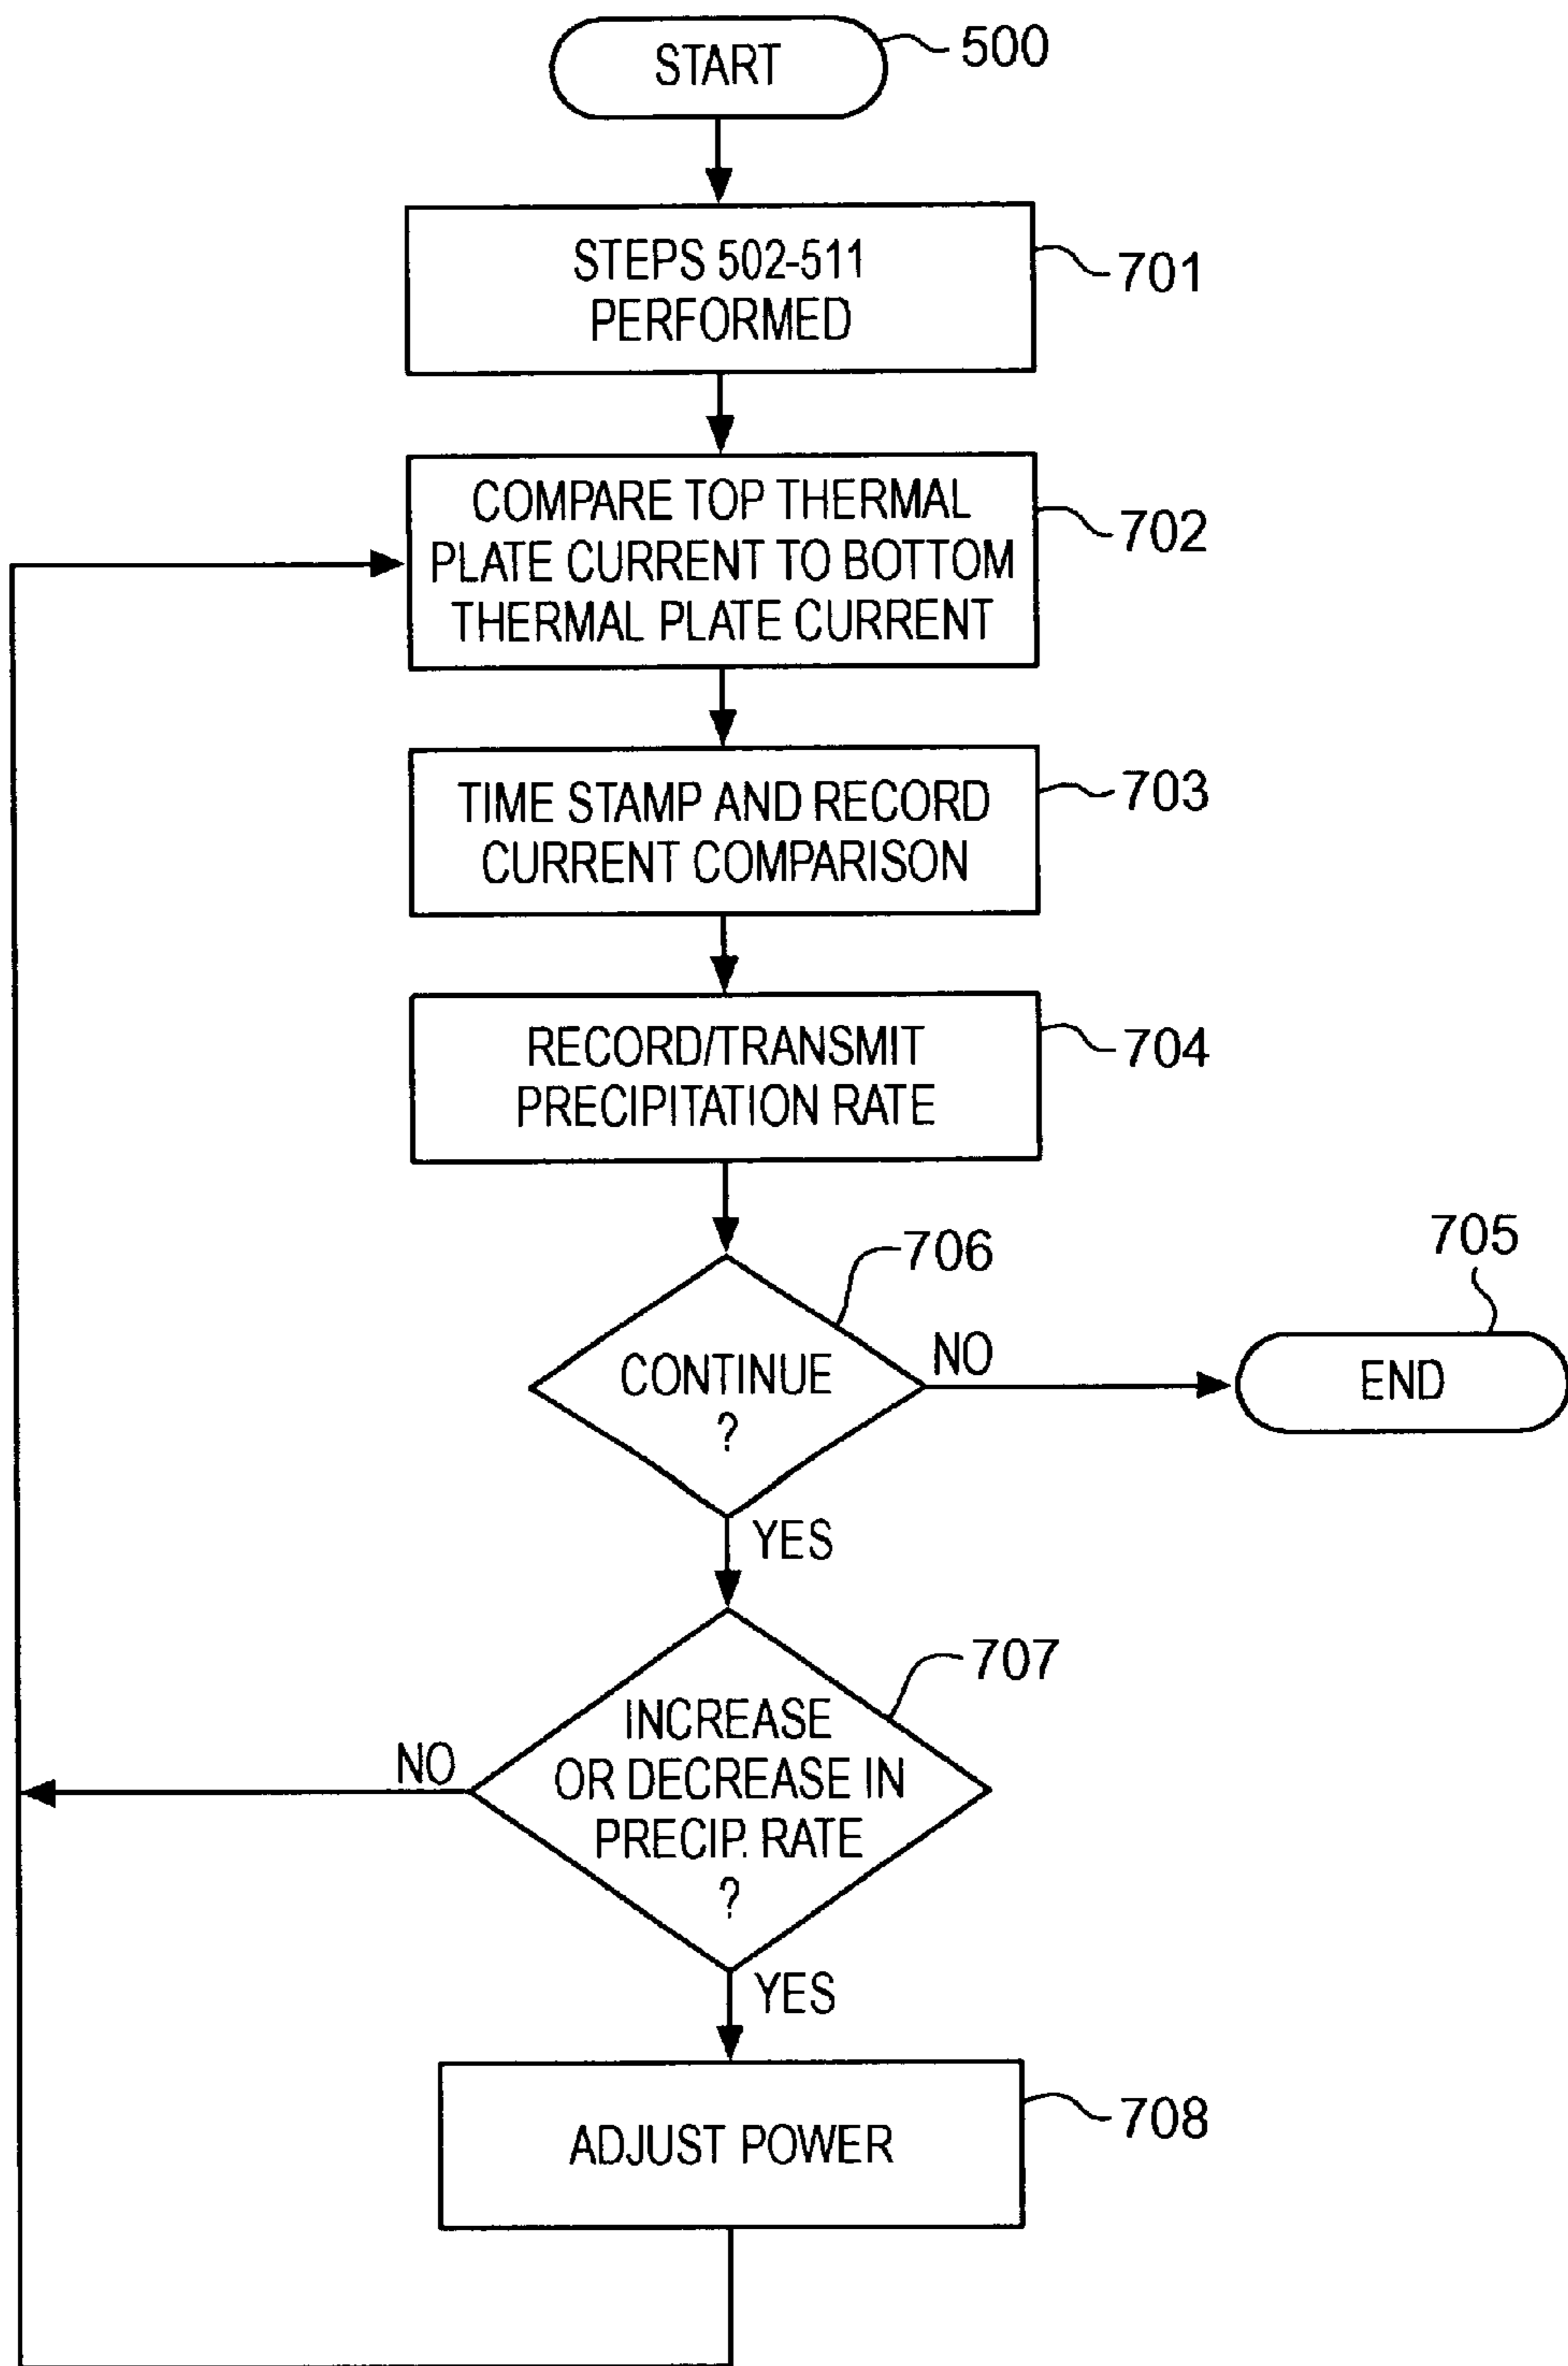 START
500
STEPS 502-511
PERFORMED
701
COMPARE TOP THERMAL
PLATE CURRENT TO BOTTOM
THERMAL PLATE CURRENT
702
TIME STAMP AND RECORD
CURRENT COMPARISON
703
RECORD/TRANSMIT
PRECIPITATION RATE
704
CONTINUE
?
706
NO
END
705
YES
INCREASE
OR DECREASE IN
PRECIP. RATE
?
707
NO
YES
ADJUST POWER
708